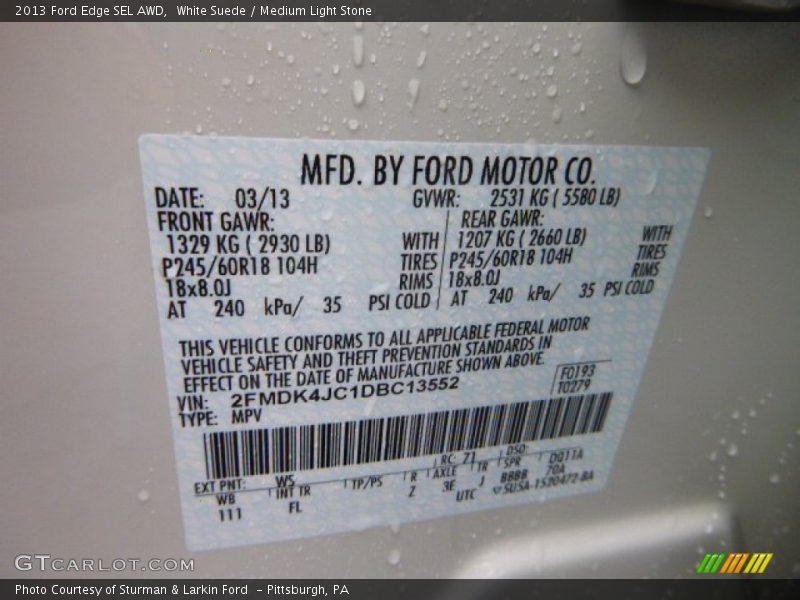 2013 Ford Edge SEL AWD,  White Suede / Medium Light Stone
MFD. BY FORD MOTOR CO.
DATE: 03/13 GVWR: 2531 KG ( 5580 LB)
FRONT GAWR: REAR GAWR:
1329 KG ( 2930 LB) WITH 1207 KG ( 2660 LB) WITH
P245/60R18 104H TIRES P245/60R18 104H TIRES
18x8.0J RIMS 18x8.0J RIMS
AT 240 kPa/ 35 PSI COLD AT 240 kPa/ 35 PSI COLD
THIS VEHICLE CONFORMS TO ALL APPLICABLE FEDERAL MOTOR
VEHICLE SAFETY AND THEFT PREVENTION STANDARDS IN
EFFECT ON THE DATE OF MANUFACTURE SHOWN ABOVE.
F0193
VIN: 2FMDK4JC1DBC13552 T0279
TYPE: MPV
EXT PNT: WS RC: 71 DSO:
WB INT TR TP/PS R AXLE TR SPR D011A
111 FL Z 3E J BBBB 70A
UTC SUSA-1520472-BA
GTCarLot.com
Photo Courtesy of Sturman & Larkin Ford  - Pittsburgh, PA